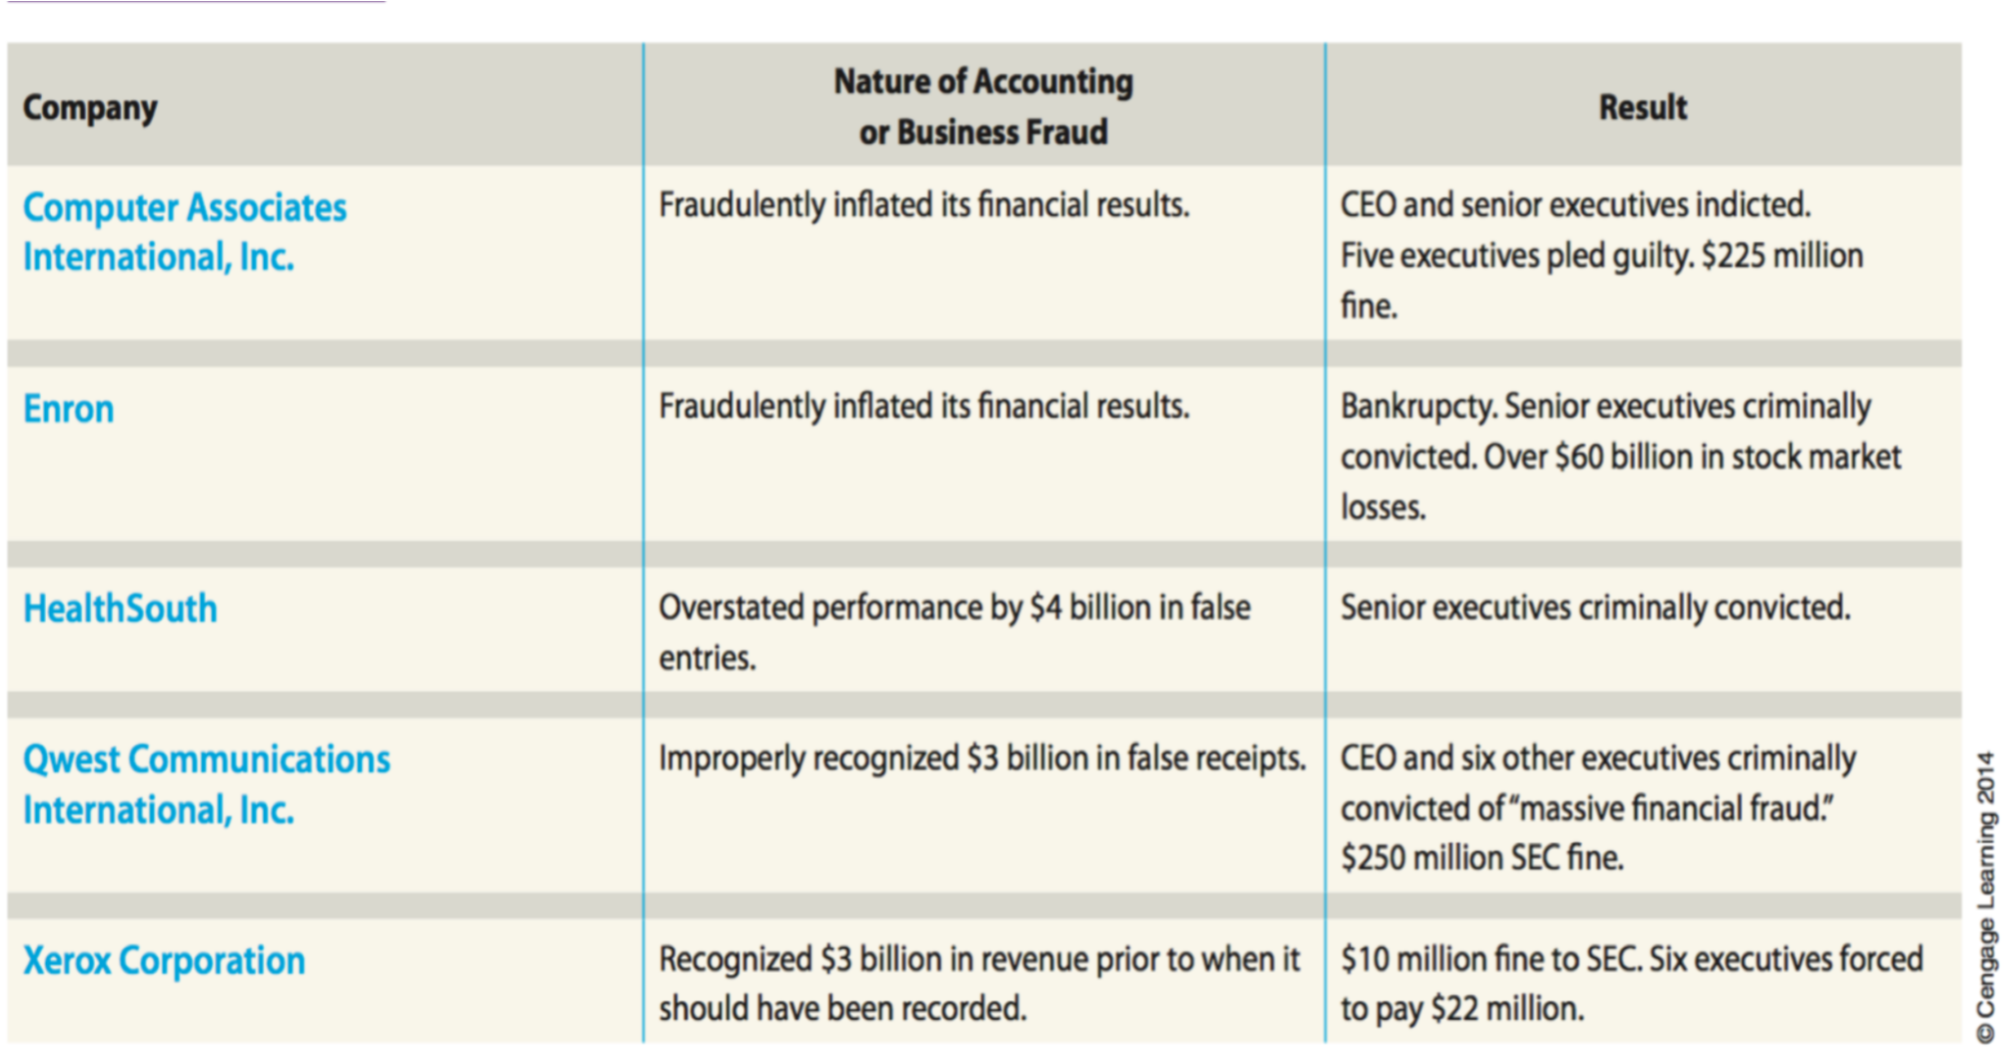 Company
Nature of Accounting
or Business Fraud
Result
Computer Associates
International, Inc.
Fraudulently inflated its financial results.
CEO and senior executives indicted.
Five executives pled guilty. $225 million
fine.
Enron
Fraudulently inflated its financial results.
Bankrupcty. Senior executives criminally
convicted. Over $60 billion in stock market
losses.
HealthSouth
Overstated performance by $4 billion in false
entries.
Senior executives criminally convicted.
Qwest Communications
International, Inc.
Improperly recognized $3 billion in false receipts.
CEO and six other executives criminally
convicted of “massive financial fraud.”
$250 million SEC fine.
Xerox Corporation
Recognized $3 billion in revenue prior to when it
should have been recorded.
$10 million fine to SEC. Six executives forced
to pay $22 million.
© Cengage Learning 2014